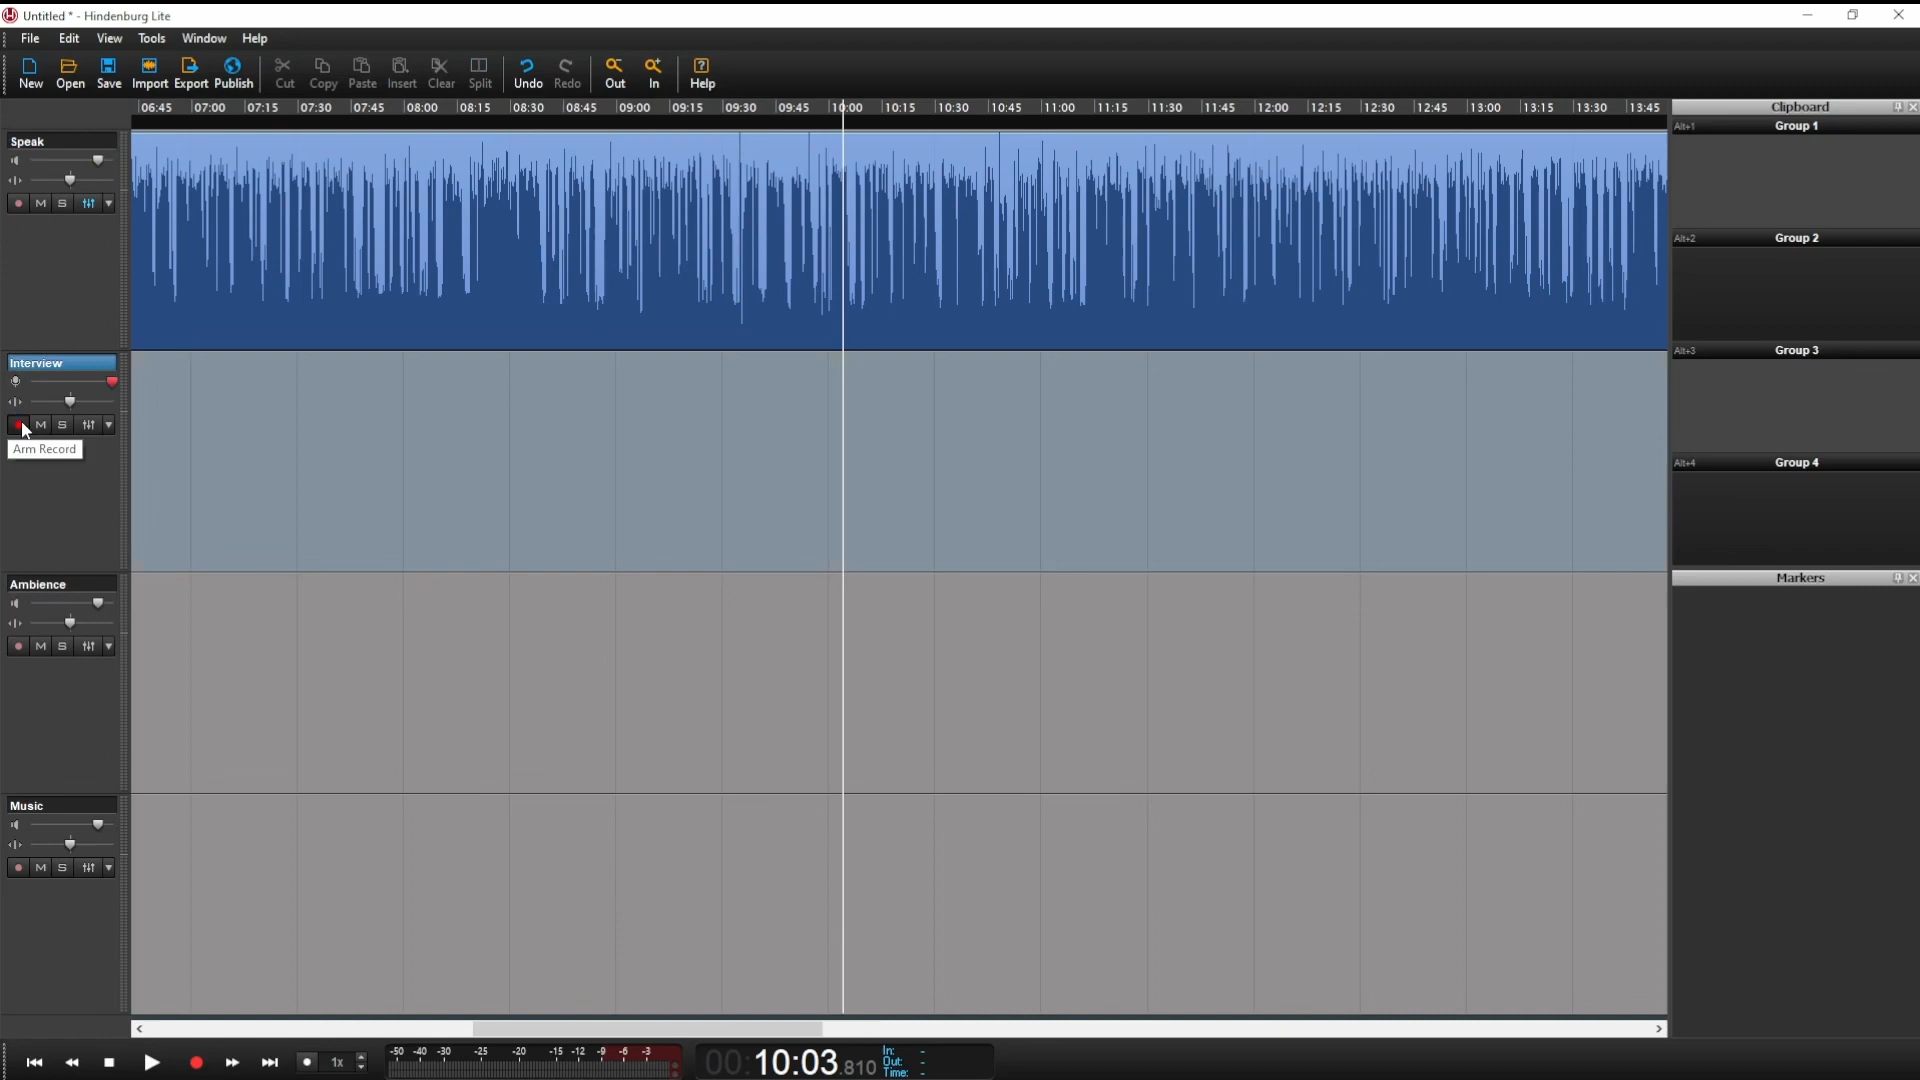 Untitled * - Hindenburg Lite
File Edit View Tools Window Help
New Open Save Import Export Publish Cut Copy Paste Insert Clear Split Undo Redo Out In Help
06:45 07:00 07:15 07:30 07:45 08:00 08:15 08:30 08:45 09:00 09:15 09:30 09:45 10:00 10:15 10:30 10:45 11:00 11:15 11:30 11:45 12:00 12:15 12:30 12:45 13:00 13:15 13:30 13:45
Clipboard
Alt+1 Group 1
Speak
M S
Alt+2 Group 2
Alt+3 Group 3
Interview
M S
Arm Record
Alt+4 Group 4
Markers
Ambience
M S
Music
M S
1x
-50 -40 -30 -25 -20 -15 -12 -9 -6 -3
00:10:03.810
In: -
Out: -
Time: -